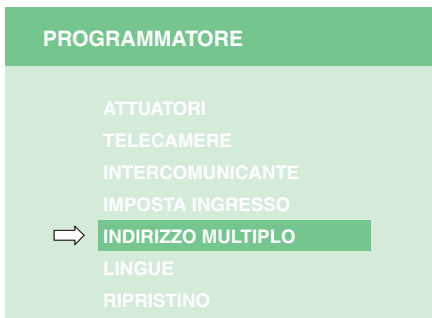 PROGRAMMATORE
ATTUATORI
TELECAMERE
INTERCOMUNICANTE
IMPOSTA INGRESSO
INDIRIZZO MULTIPLO
LINGUE
RIPRISTINO